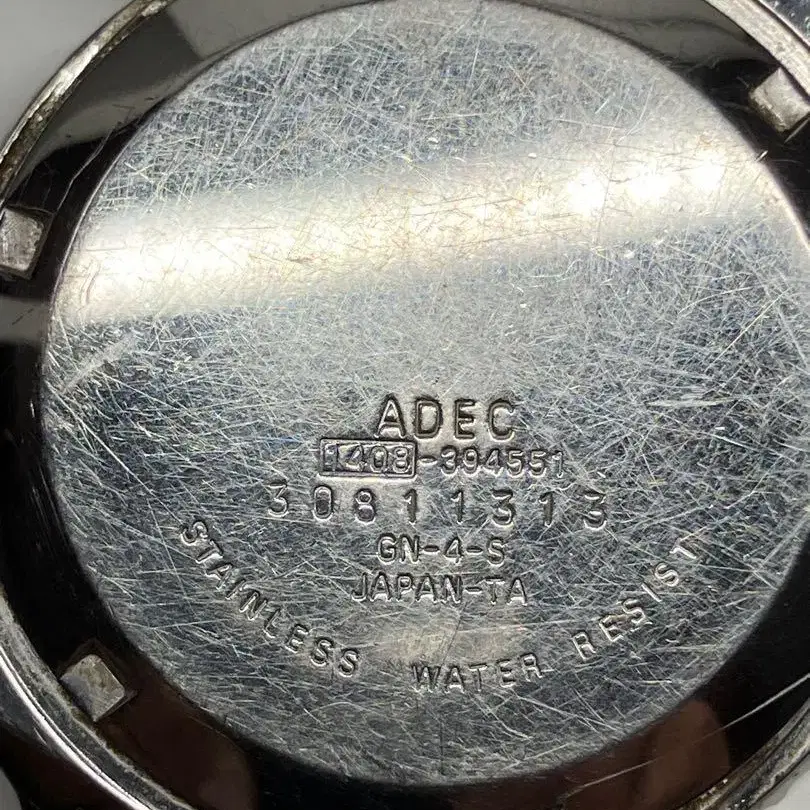 ADEC
1408-394551
30811313
GN-4-S
JAPAN-TA
STAINLESS WATER RESIST